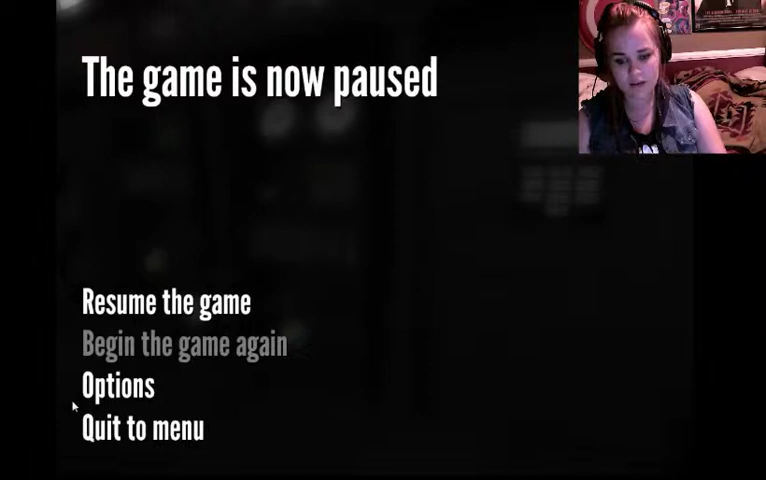 The game is now paused
Resume the game
Begin the game again
Options
Quit to menu